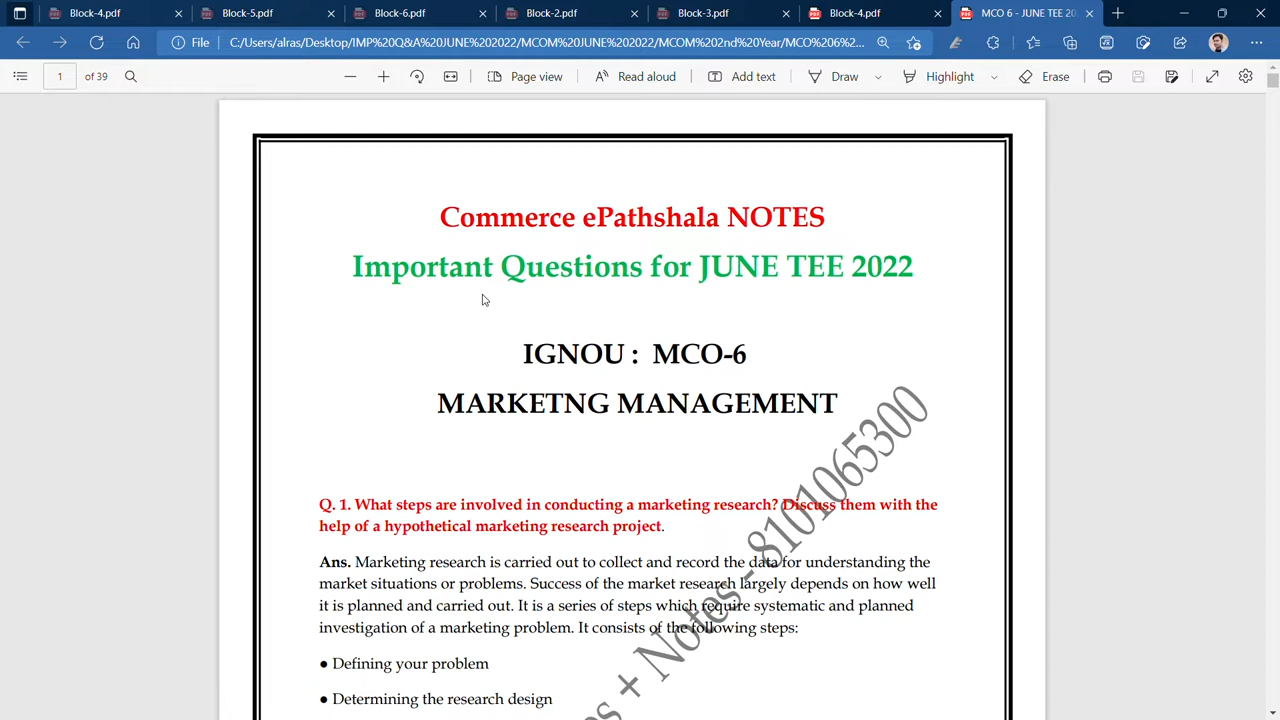 Block-4.pdf
Block-5.pdf
Block-6.pdf
Block-2.pdf
Block-3.pdf
Block-4.pdf
MCO 6 - JUNE TEE 20
File
C:/Users/alras/Desktop/IMP%20Q&A%20JUNE%202022/MCOM%20JUNE%202022/MCOM%202nd%20Year/MCO%206%2...
1 of 39
Page view
Read aloud
Add text
Draw
Highlight
Erase
Commerce ePathshala NOTES
Important Questions for JUNE TEE 2022
IGNOU : MCO-6
MARKETNG MANAGEMENT
Q. 1. What steps are involved in conducting a marketing research? Discuss them with the
help of a hypothetical marketing research project.
Ans. Marketing research is carried out to collect and record the data for understanding the
market situations or problems. Success of the market research largely depends on how well
it is planned and carried out. It is a series of steps which require systematic and planned
investigation of a marketing problem. It consists of the following steps:
● Defining your problem
● Determining the research design
+ Notes - 8101065300